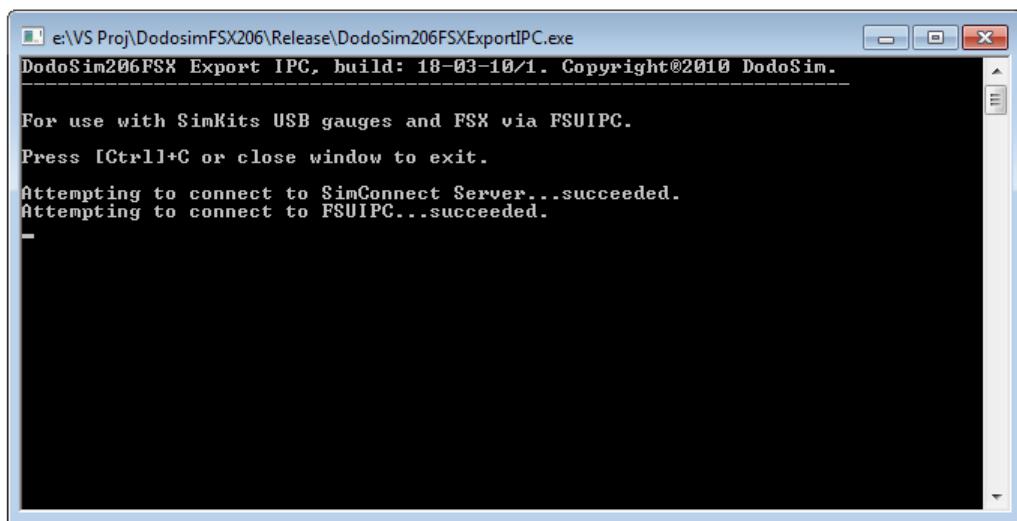 e:\VS Proj\DodosimFSX206\Release\DodoSim206FSXExportIPC.exe
DodoSim206FSX Export IPC, build: 18-03-10/1. Copyright©2010 DodoSim.
---------------------------------------------------------------------
For use with SimKits USB gauges and FSX via FSUIPC.
Press [Ctrl]+C or close window to exit.
Attempting to connect to SimConnect Server...succeeded.
Attempting to connect to FSUIPC...succeeded.